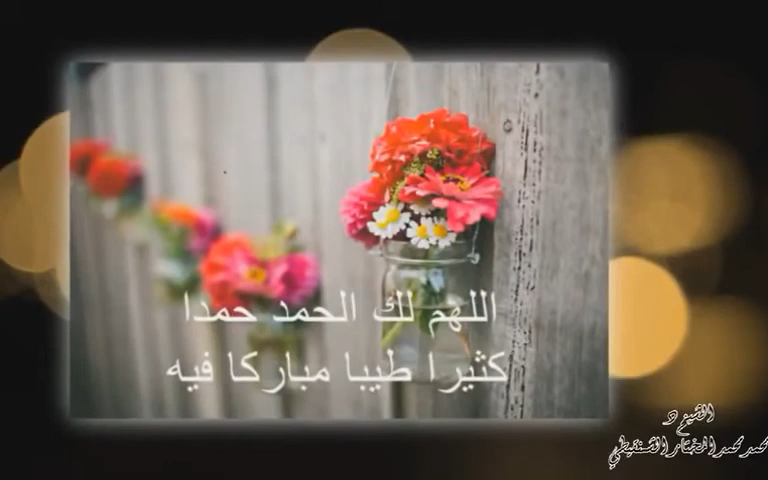 اللهم لك الحمد حمدا
كثيرا طيبا مباركا فيه
الشيخ د
محمد محمد المختار الشنقيطي